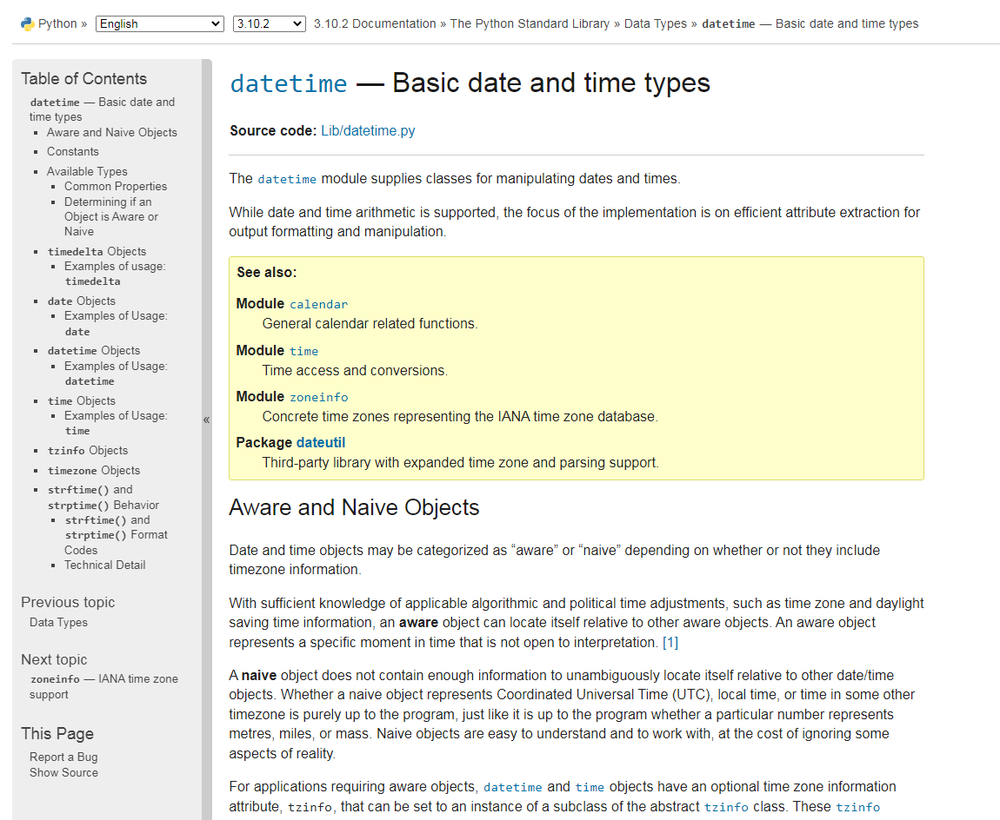 Python » English 3.10.2 3.10.2 Documentation » The Python Standard Library » Data Types » datetime — Basic date and time types
Table of Contents
datetime — Basic date and
time types
Aware and Naive Objects
Constants
Available Types
Common Properties
Determining if an
Object is Aware or
Naive
timedelta Objects
Examples of usage:
timedelta
date Objects
Examples of Usage:
date
datetime Objects
Examples of Usage:
datetime
time Objects
Examples of Usage:
time
tzinfo Objects
timezone Objects
strftime() and
strptime() Behavior
strftime() and
strptime() Format
Codes
Technical Detail
Previous topic
Data Types
Next topic
zoneinfo — IANA time zone
support
This Page
Report a Bug
Show Source
«
datetime — Basic date and time types
Source code: Lib/datetime.py
The datetime module supplies classes for manipulating dates and times.
While date and time arithmetic is supported, the focus of the implementation is on efficient attribute extraction for
output formatting and manipulation.
See also:
Module calendar
General calendar related functions.
Module time
Time access and conversions.
Module zoneinfo
Concrete time zones representing the IANA time zone database.
Package dateutil
Third-party library with expanded time zone and parsing support.
Aware and Naive Objects
Date and time objects may be categorized as “aware” or “naive” depending on whether or not they include
timezone information.
With sufficient knowledge of applicable algorithmic and political time adjustments, such as time zone and daylight
saving time information, an aware object can locate itself relative to other aware objects. An aware object
represents a specific moment in time that is not open to interpretation. [1]
A naive object does not contain enough information to unambiguously locate itself relative to other date/time
objects. Whether a naive object represents Coordinated Universal Time (UTC), local time, or time in some other
timezone is purely up to the program, just like it is up to the program whether a particular number represents
metres, miles, or mass. Naive objects are easy to understand and to work with, at the cost of ignoring some
aspects of reality.
For applications requiring aware objects, datetime and time objects have an optional time zone information
attribute, tzinfo, that can be set to an instance of a subclass of the abstract tzinfo class. These tzinfo